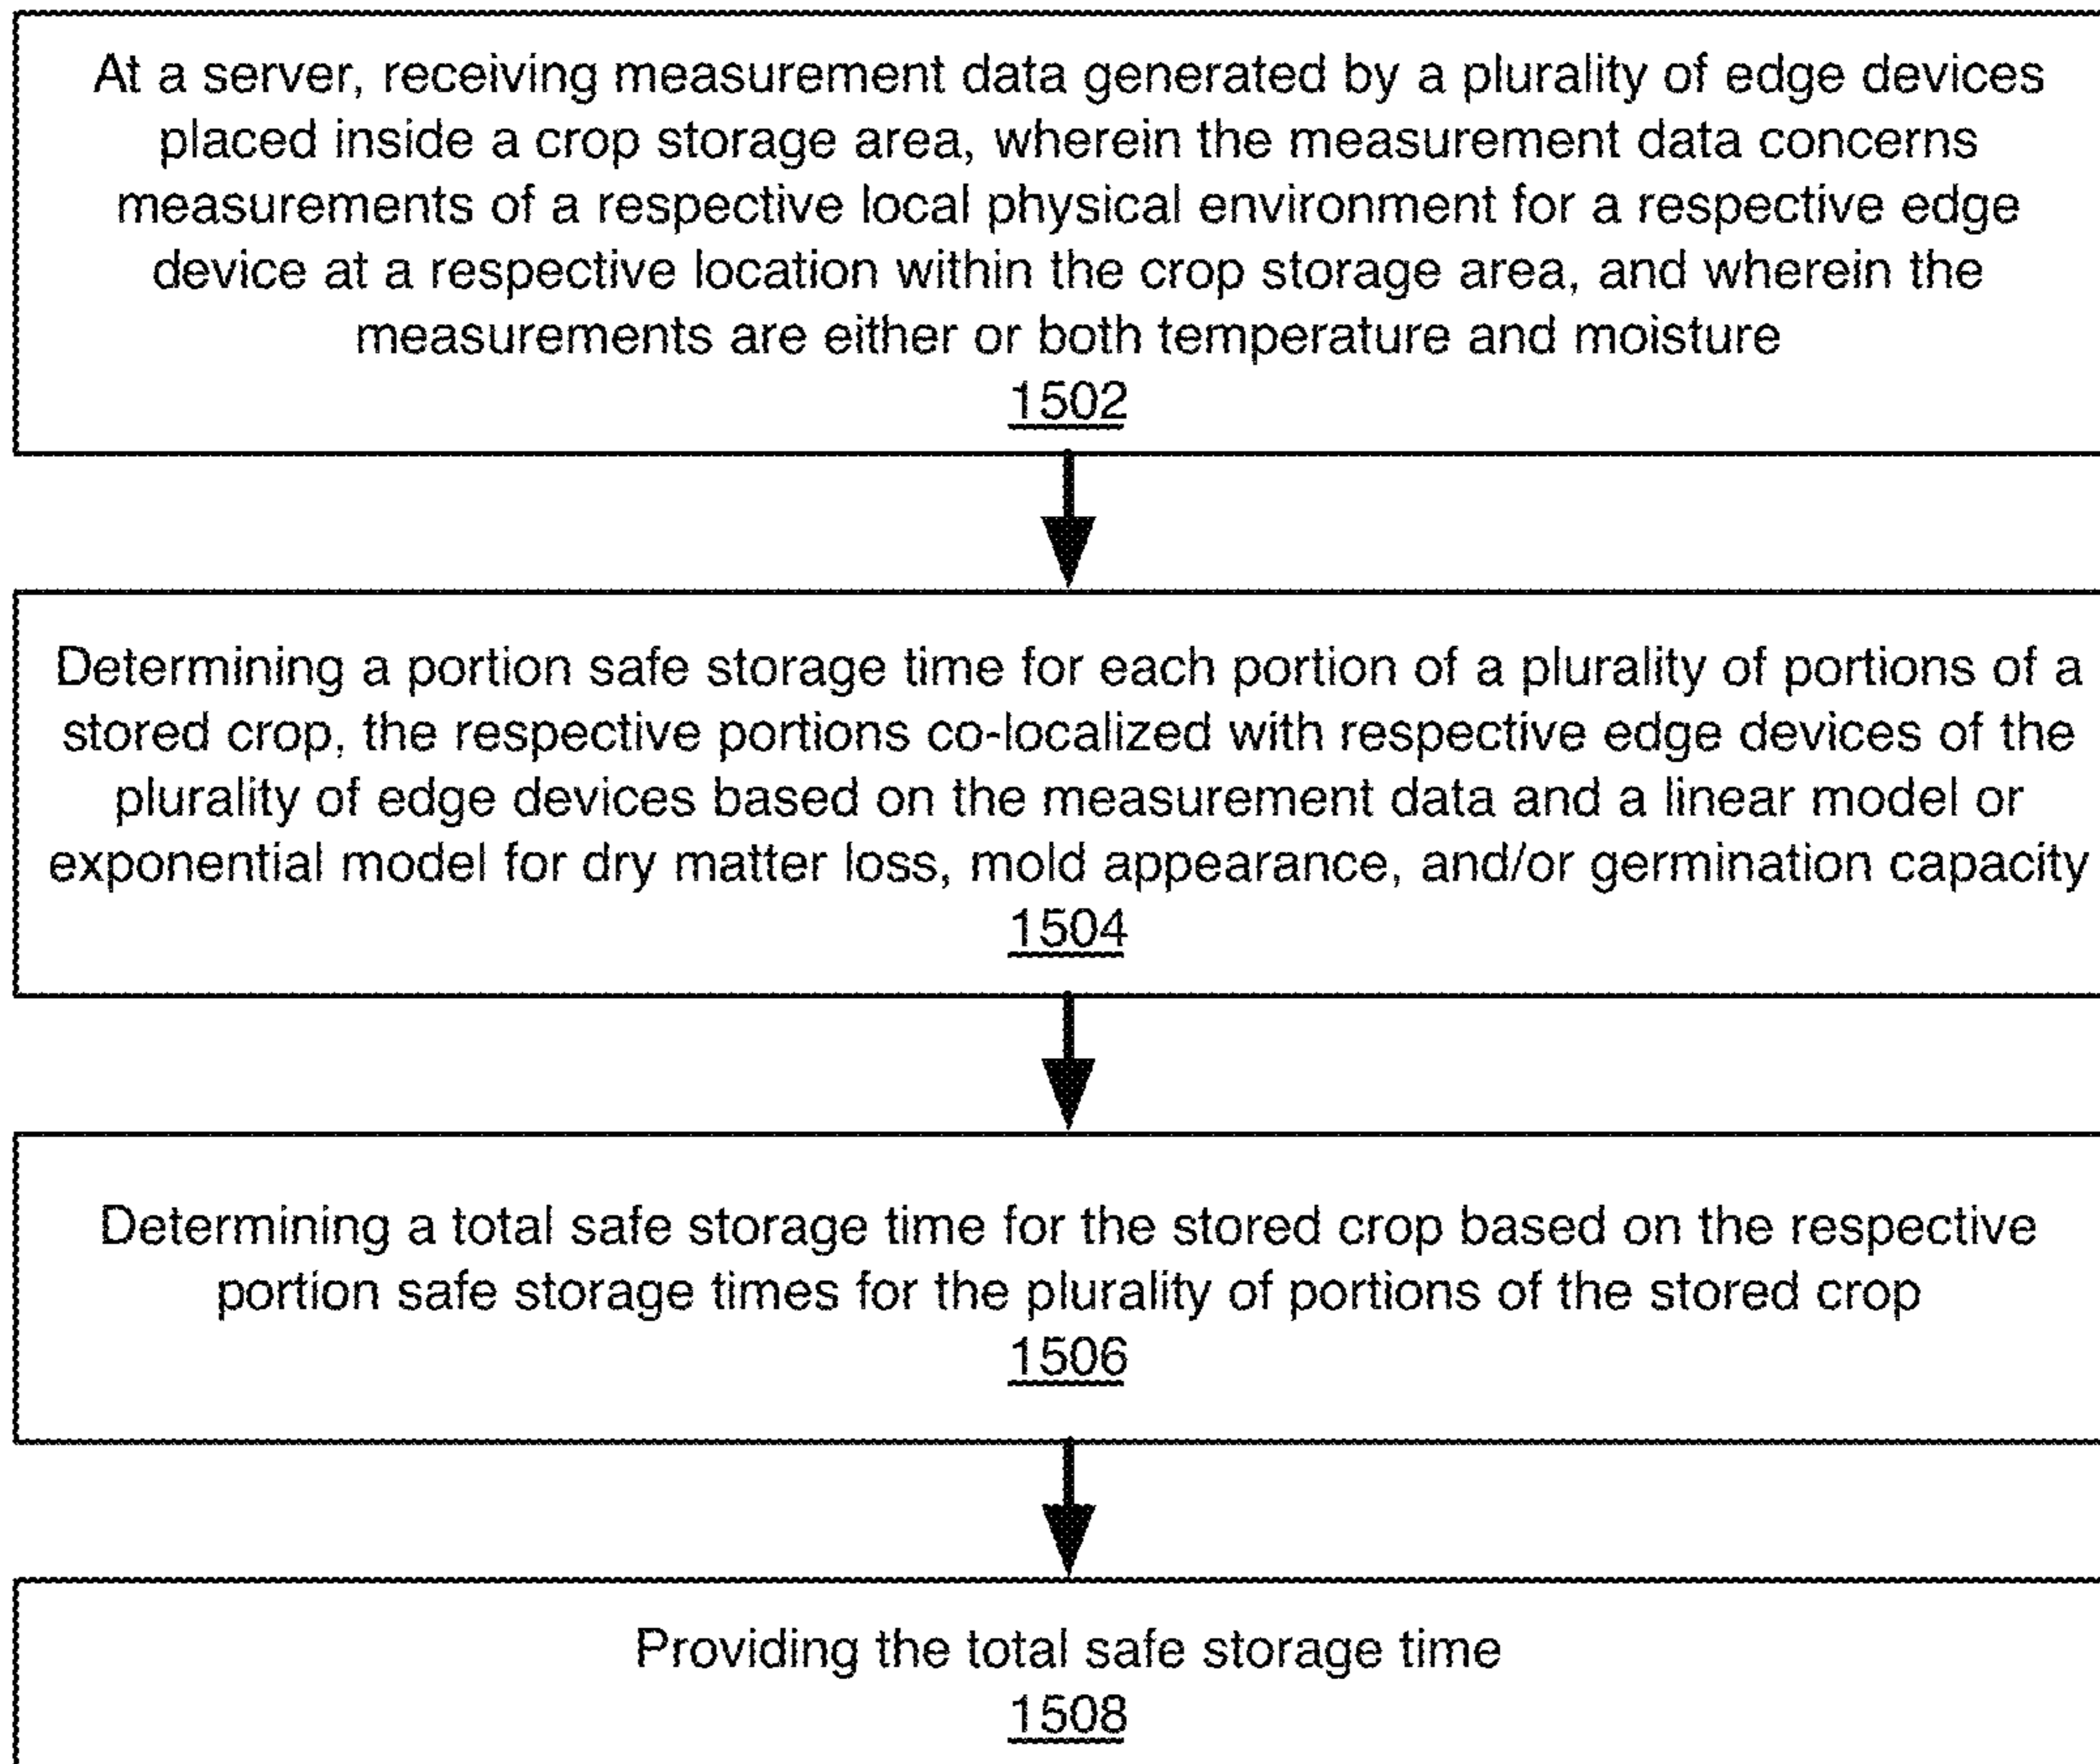 At a server, receiving measurement data generated by a plurality of edge devices
placed inside a crop storage area, wherein the measurement data concerns
measurements of a respective local physical environment for a respective edge
device at a respective location within the crop storage area, and wherein the
measurements are either or both temperature and moisture
1502
Determining a portion safe storage time for each portion of a plurality of portions of a
stored crop, the respective portions co-localized with respective edge devices of the
plurality of edge devices based on the measurement data and a linear model or
exponential model for dry matter loss, mold appearance, and/or germination capacity
1504
Determining a total safe storage time for the stored crop based on the respective
portion safe storage times for the plurality of portions of the stored crop
1506
Providing the total safe storage time
1508